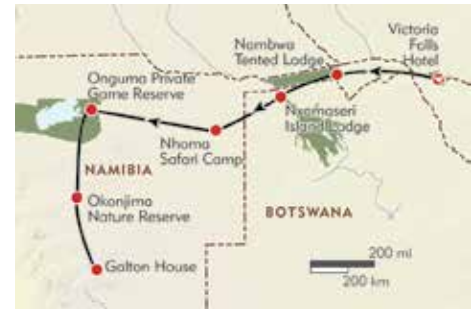 Victoria
Falls
Hotel
Nambwa
Tented Lodge
Onguma Private
Game Reserve
Nxamaseri
Island Lodge
Nhoma
Safari Camp
NAMIBIA
Okonjima
Nature Reserve
BOTSWANA
Galton House
200 mi
200 km